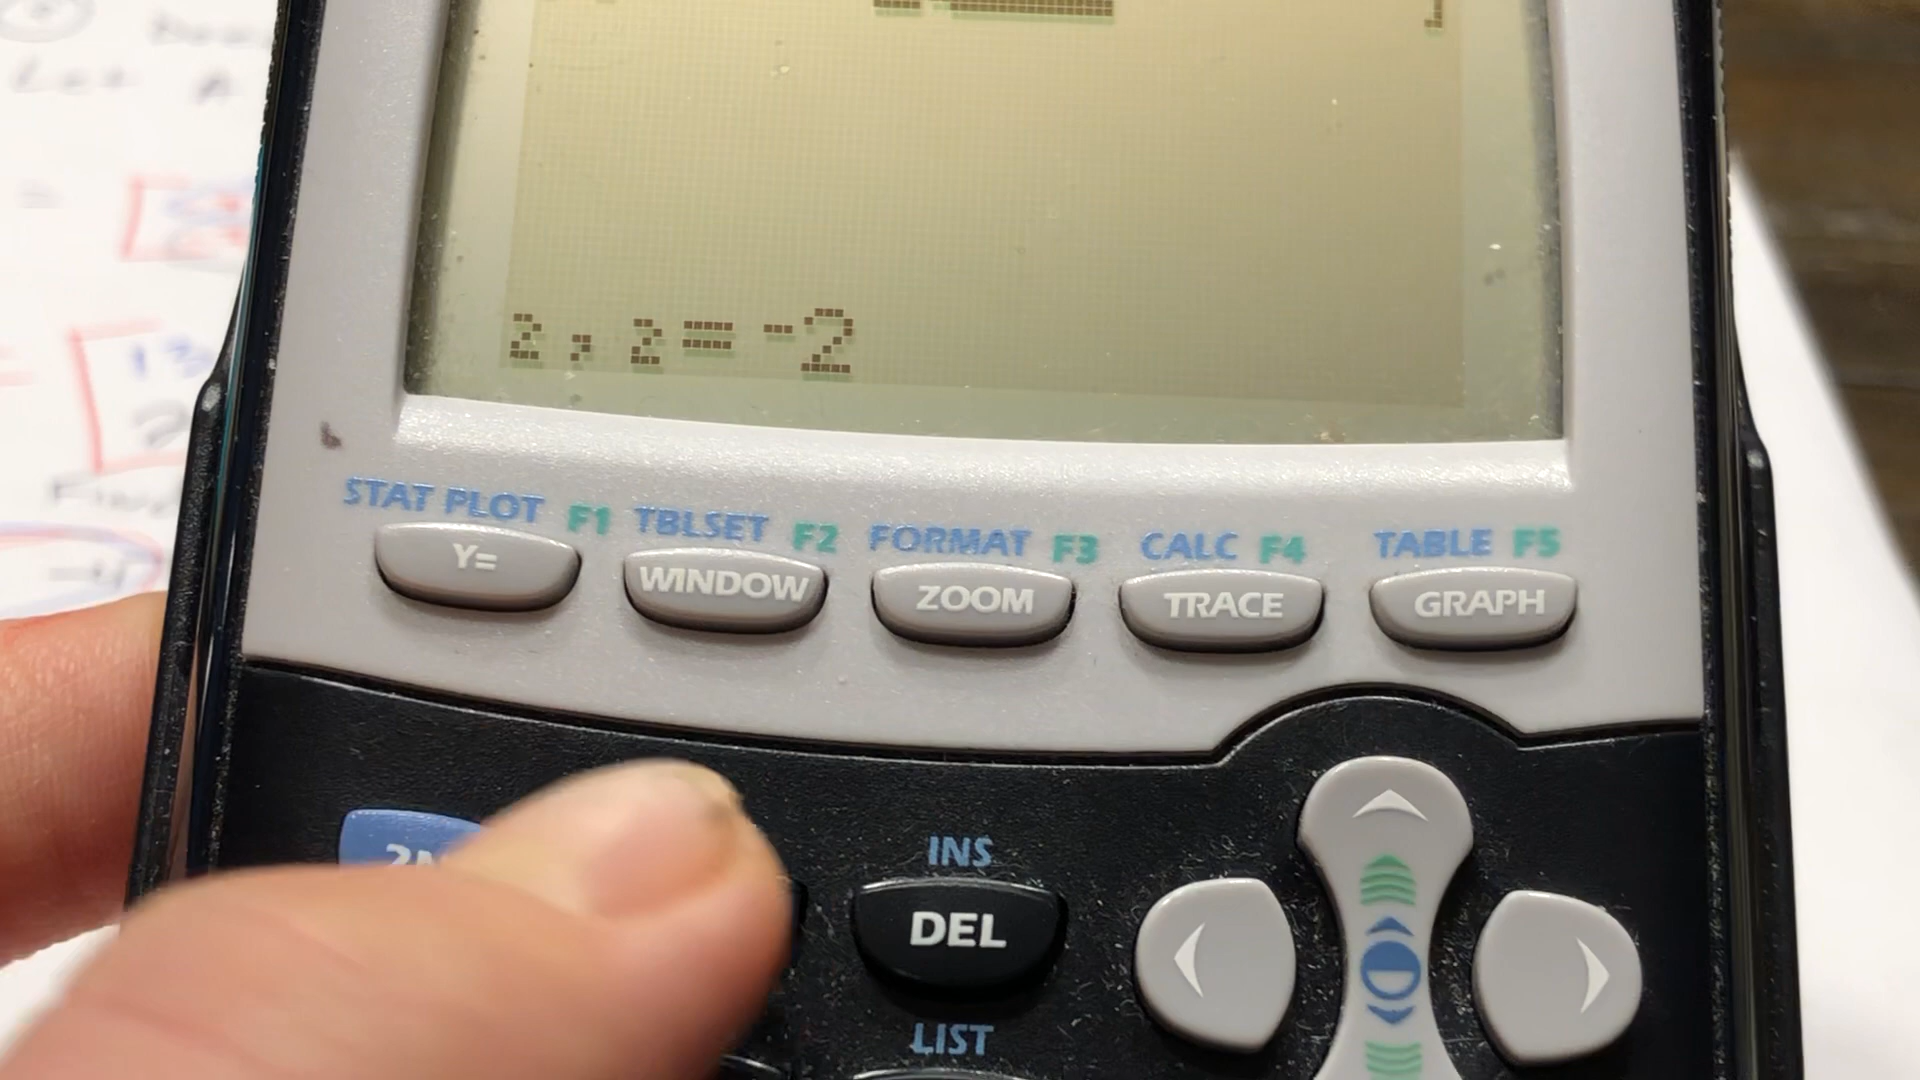 2,2=-2
STAT PLOT F1 TBLSET F2 FORMAT F3 CALC F4 TABLE F5
Y= WINDOW ZOOM TRACE GRAPH
INS
DEL
LIST